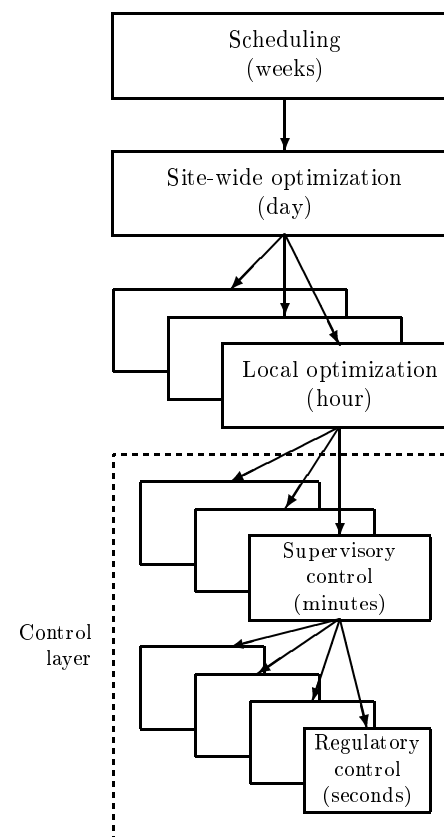 Scheduling
(weeks)
Site-wide optimization
(day)
Local optimization
(hour)
Supervisory
control
(minutes)
Control
layer
Regulatory
control
(seconds)